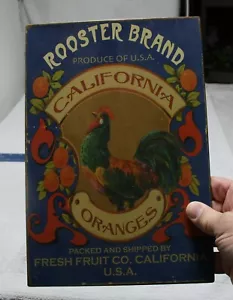 ROOSTER BRAND
PRODUCE OF U.S.A.
CALIFORNIA
ORANGES
PACKED AND SHIPPED BY
FRESH FRUIT CO. CALIFORNIA
U.S.A.